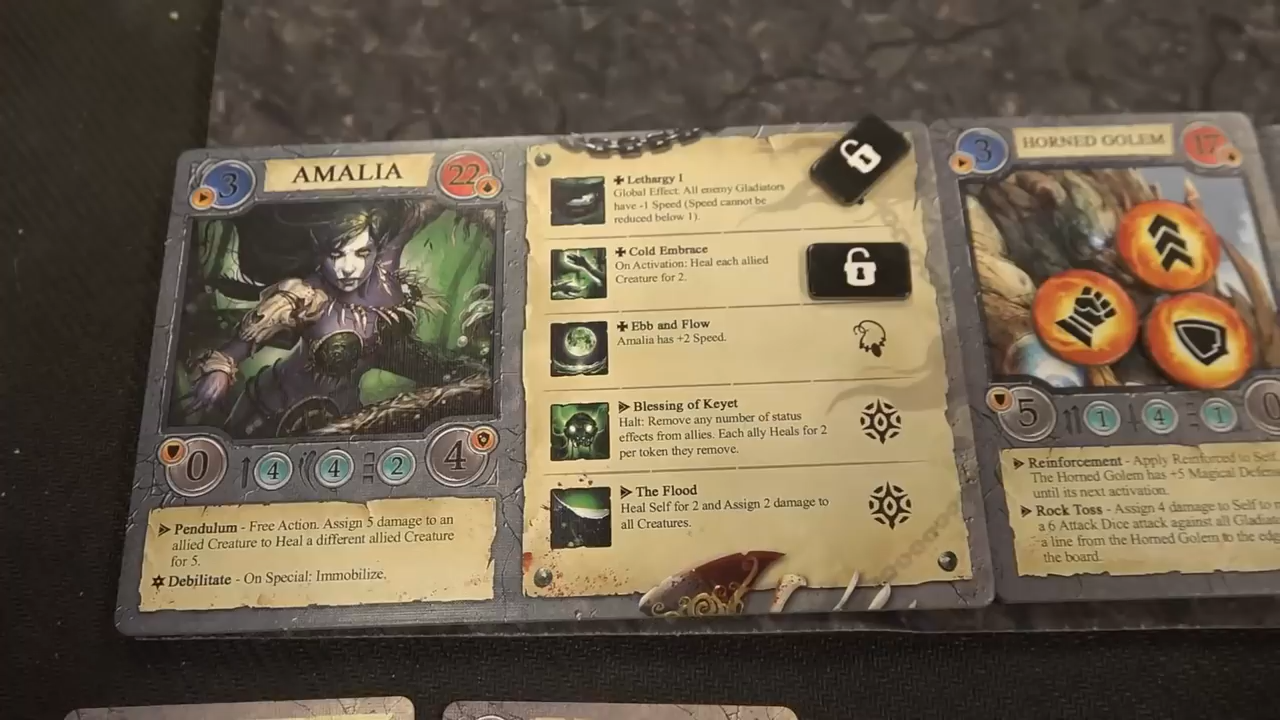 3
AMALIA
22
0
4
4
2
4
Pendulum - Free Action. Assign 5 damage to an
allied Creature to Heal a different allied Creature
for 5.
Debilitate - On Special: Immobilize.
Lethargy I
Global Effect: All enemy Gladiators
have -1 Speed (Speed cannot be
reduced below 1).
Cold Embrace
On Activation: Heal each allied
Creature for 2.
Ebb and Flow
Amalia has +2 Speed.
Blessing of Keyet
Halt: Remove any number of status
effects from allies. Each ally Heals for 2
per token they remove.
The Flood
Heal Self for 2 and Assign 2 damage to
all Creatures.
3
HORNED GOLEM
17
5
1
4
1
0
Reinforcement - Apply Reinforced to Self.
The Horned Golem has +5 Magical Defens
until its next activation.
Rock Toss - Assign 4 damage to Self to
a 6 Attack Dice attack against all Gladia
a line from the Horned Golem to the edg
the board.